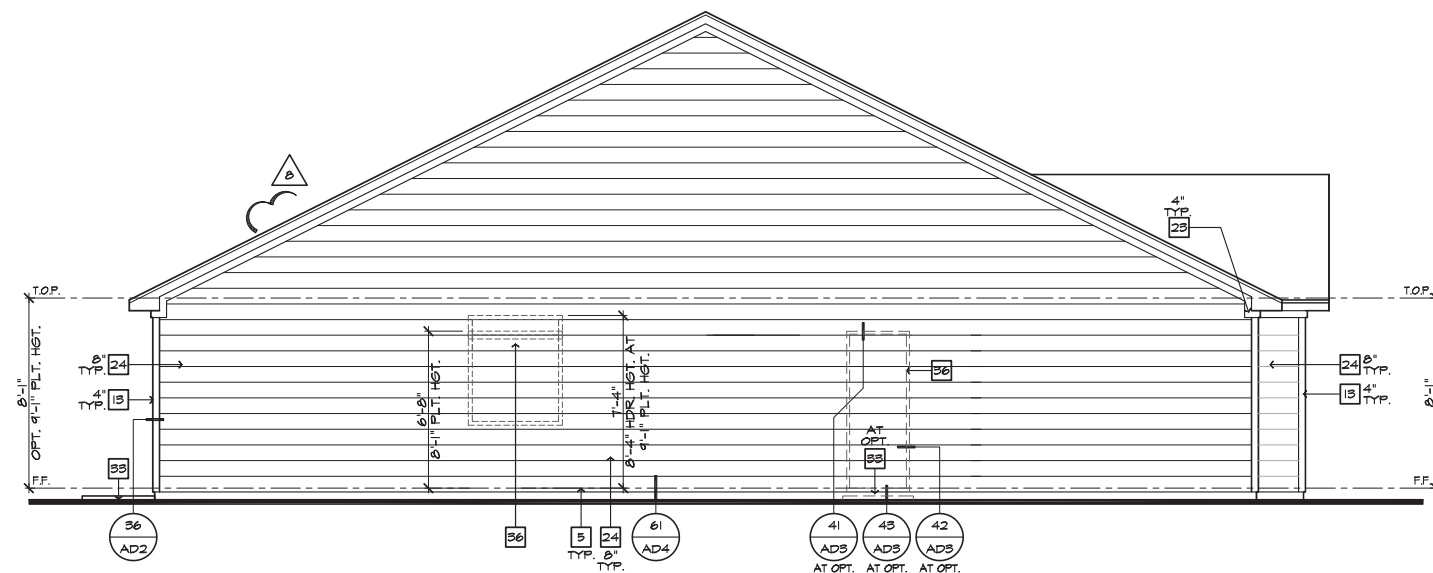 8
4"
TYP.
23
T.O.P.
T.O.P.
8'-1"
OPT. 9'-1" PLT. HGT.
8"
TYP.
24
4"
TYP.
13
6'-8"
8'-1" PLT. HGT.
7'-4"
8'-4" HDR. HGT. AT
9'-1" PLT. HGT.
36
24
8"
TYP.
13
4"
TYP.
8'-1"
AT
OPT.
33
33
F.F.
F.F.
36
AD2
36
5
TYP.
24
8"
TYP.
61
AD4
41
AD3
AT OPT.
43
AD3
AT OPT.
42
AD3
AT OPT.